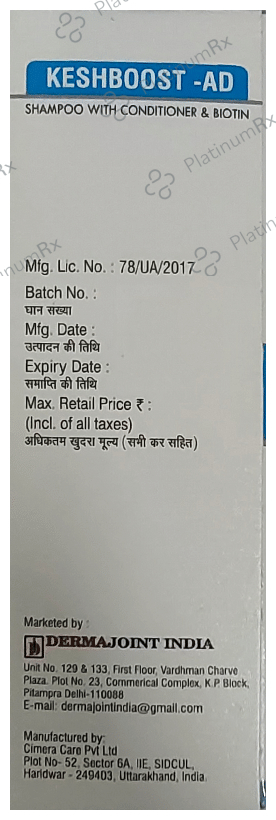 KESHBOOST -AD
SHAMPOO WITH CONDITIONER & BIOTIN
PlatinumRx
Mfg. Lic. No. : 78/UA/2017
Batch No. :
घान संख्या
Mfg. Date :
उत्पादन की तिथि
Expiry Date :
समाप्ति की तिथि
Max. Retail Price ₹ :
(Incl. of all taxes)
अधिकतम खुदरा मूल्य (सभी कर सहित)
Marketed by :
DERMAJOINT INDIA
Unit No. 129 & 133, First Floor, Vardhman Charve
Plaza. Plot No. 23, Commerical Complex, K.P. Block,
Pitampra Delhi-110088
E-mail: dermajointindia@gmail.com
Manufactured by:
Cimera Care Pvt Ltd
Plot No- 52, Sector 6A, IIE, SIDCUL,
Haridwar - 249403, Uttarakhand, India.